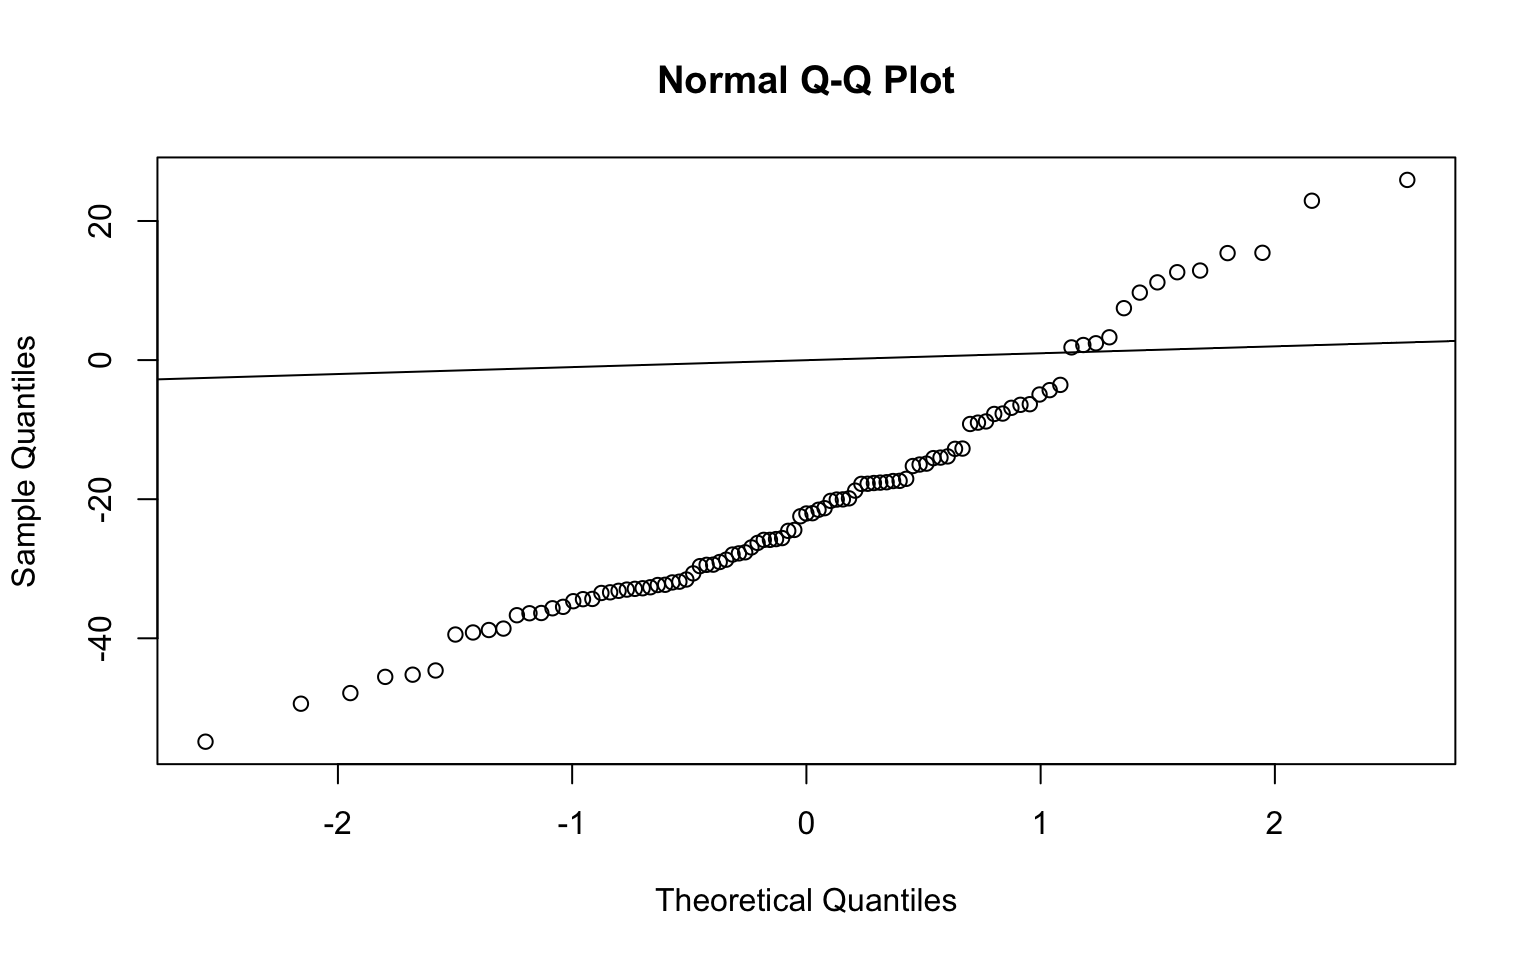 Normal Q-Q Plot
Sample Quantiles
20
0
-20
-40
-2 -1 0 1 2
Theoretical Quantiles